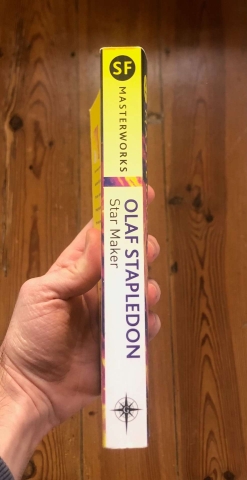 SF
MASTERWORKS
OLAF STAPLEDON
Star Maker